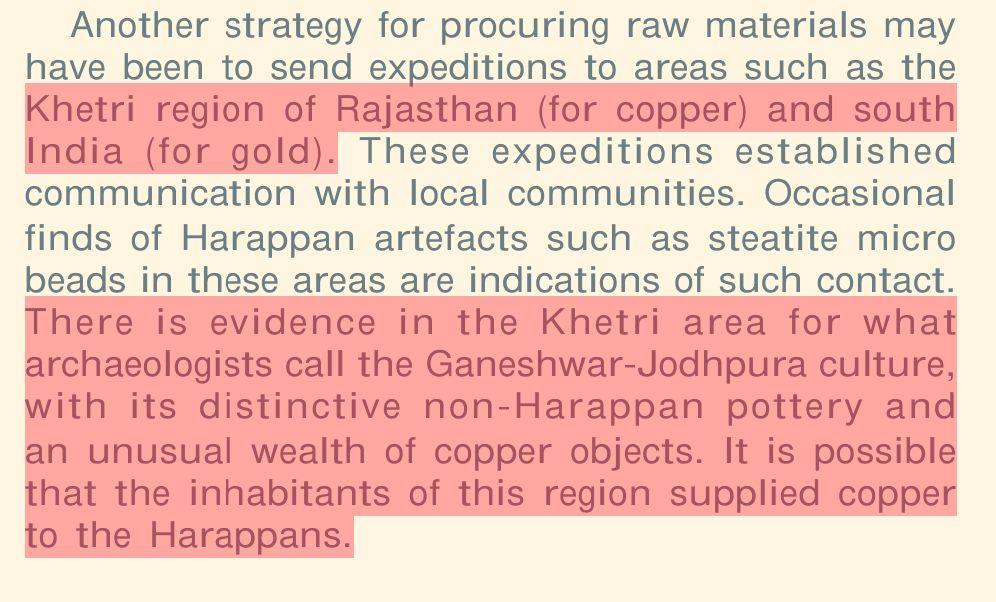 Another strategy for procuring raw materials may
have been to send expeditions to areas such as the
Khetri region of Rajasthan (for copper) and south
India (for gold). These expeditions established
communication with local communities. Occasional
finds of Harappan artefacts such as steatite micro
beads in these areas are indications of such contact.
There is evidence in the Khetri area for what
archaeologists call the Ganeshwar-Jodhpura culture,
with its distinctive non-Harappan pottery and
an unusual wealth of copper objects. It is possible
that the inhabitants of this region supplied copper
to the Harappans.